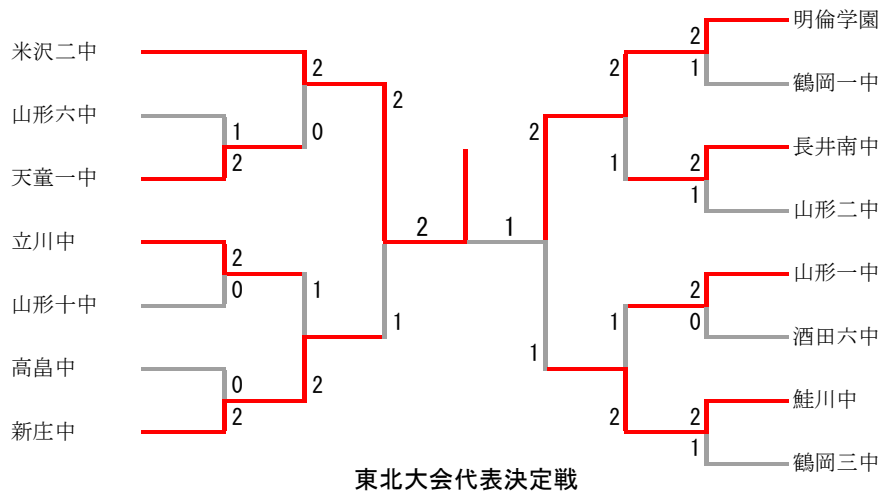 明倫学園
2
米沢二中
2
2
1
鶴岡一中
2
山形六中
1
0
2
長井南中
天童一中
2
1
2
1
山形二中
立川中
2
2
1
山形一中
0
1
2
山形十中
1
1
0
酒田六中
高畠中
0
2
1
鮭川中
新庄中
2
2
2
1
鶴岡三中
東北大会代表決定戦